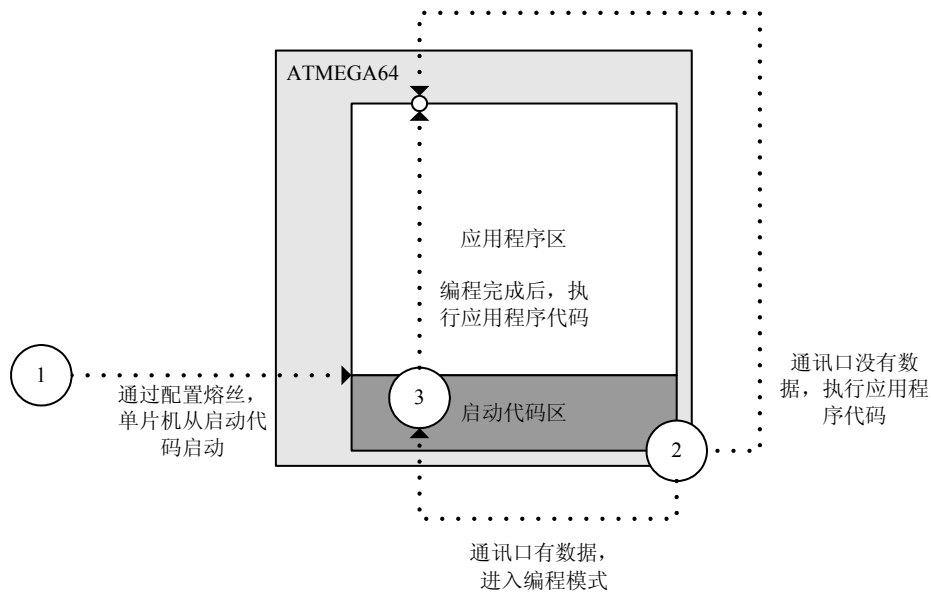 ATMEGA64
应用程序区
编程完成后，执
行应用程序代码
1
通过配置熔丝，
单片机从启动代
码启动
3
启动代码区
2
通讯口没有数
据，执行应用程
序代码
通讯口有数据，
进入编程模式